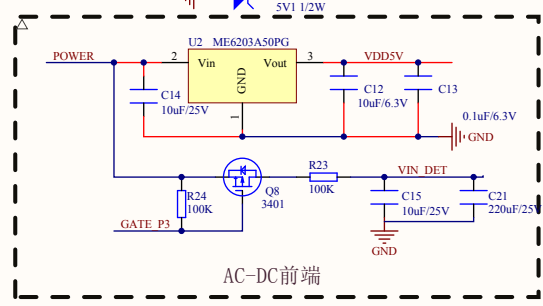 5V1 1/2W
U2 ME6203A50PG
POWER
2
Vin
Vout
3
VDD5V
GND
1
C14
10uF/25V
C12
10uF/6.3V
C13
0.1uF/6.3V
GND
R24
100K
Q8
3401
R23
100K
VIN_DET
C15
10uF/25V
C21
220uF/25V
GATE_P3
GND
AC-DC前端